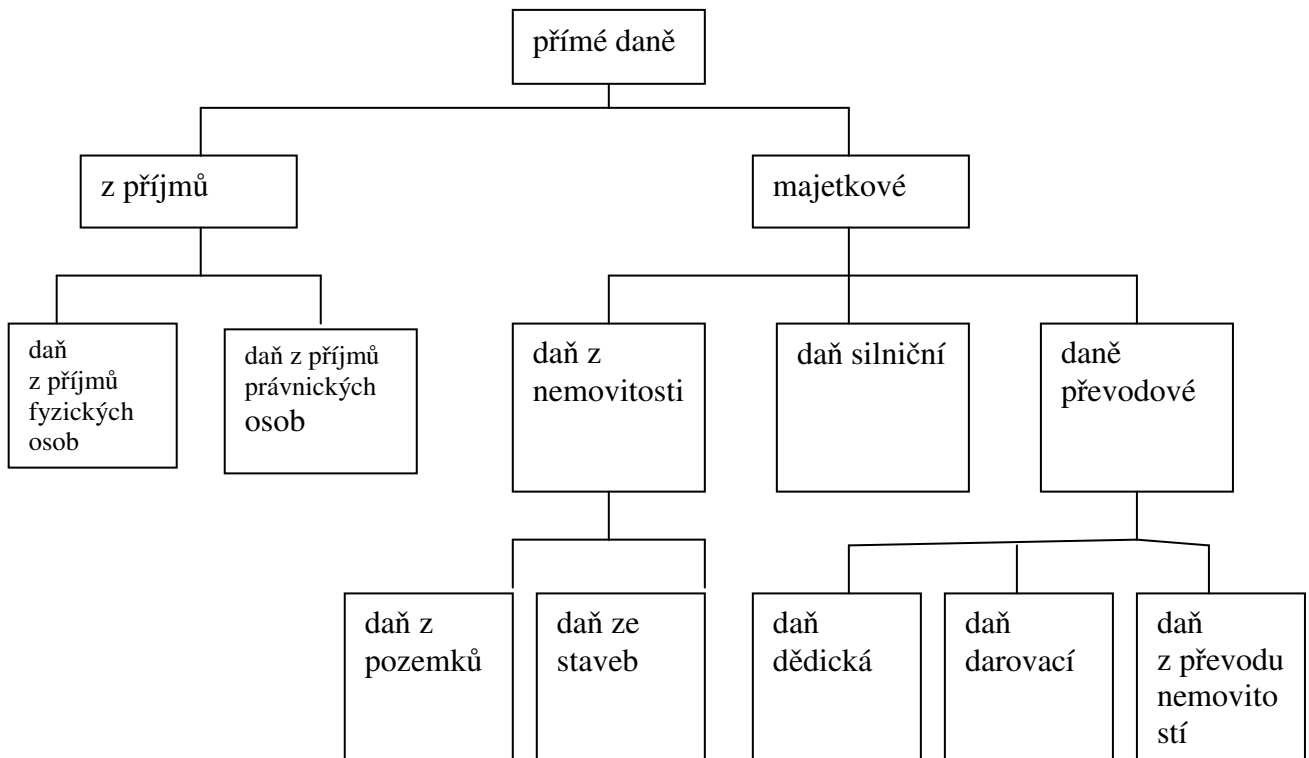 přímé daně
z příjmů
majetkové
daň
z příjmů
fyzických
osob
daň z příjmů
právnických
osob
daň z
nemovitosti
daň silniční
daně
převodové
daň z
pozemků
daň ze
staveb
daň
dědická
daň
darovací
daň
z převodu
nemovito
stí